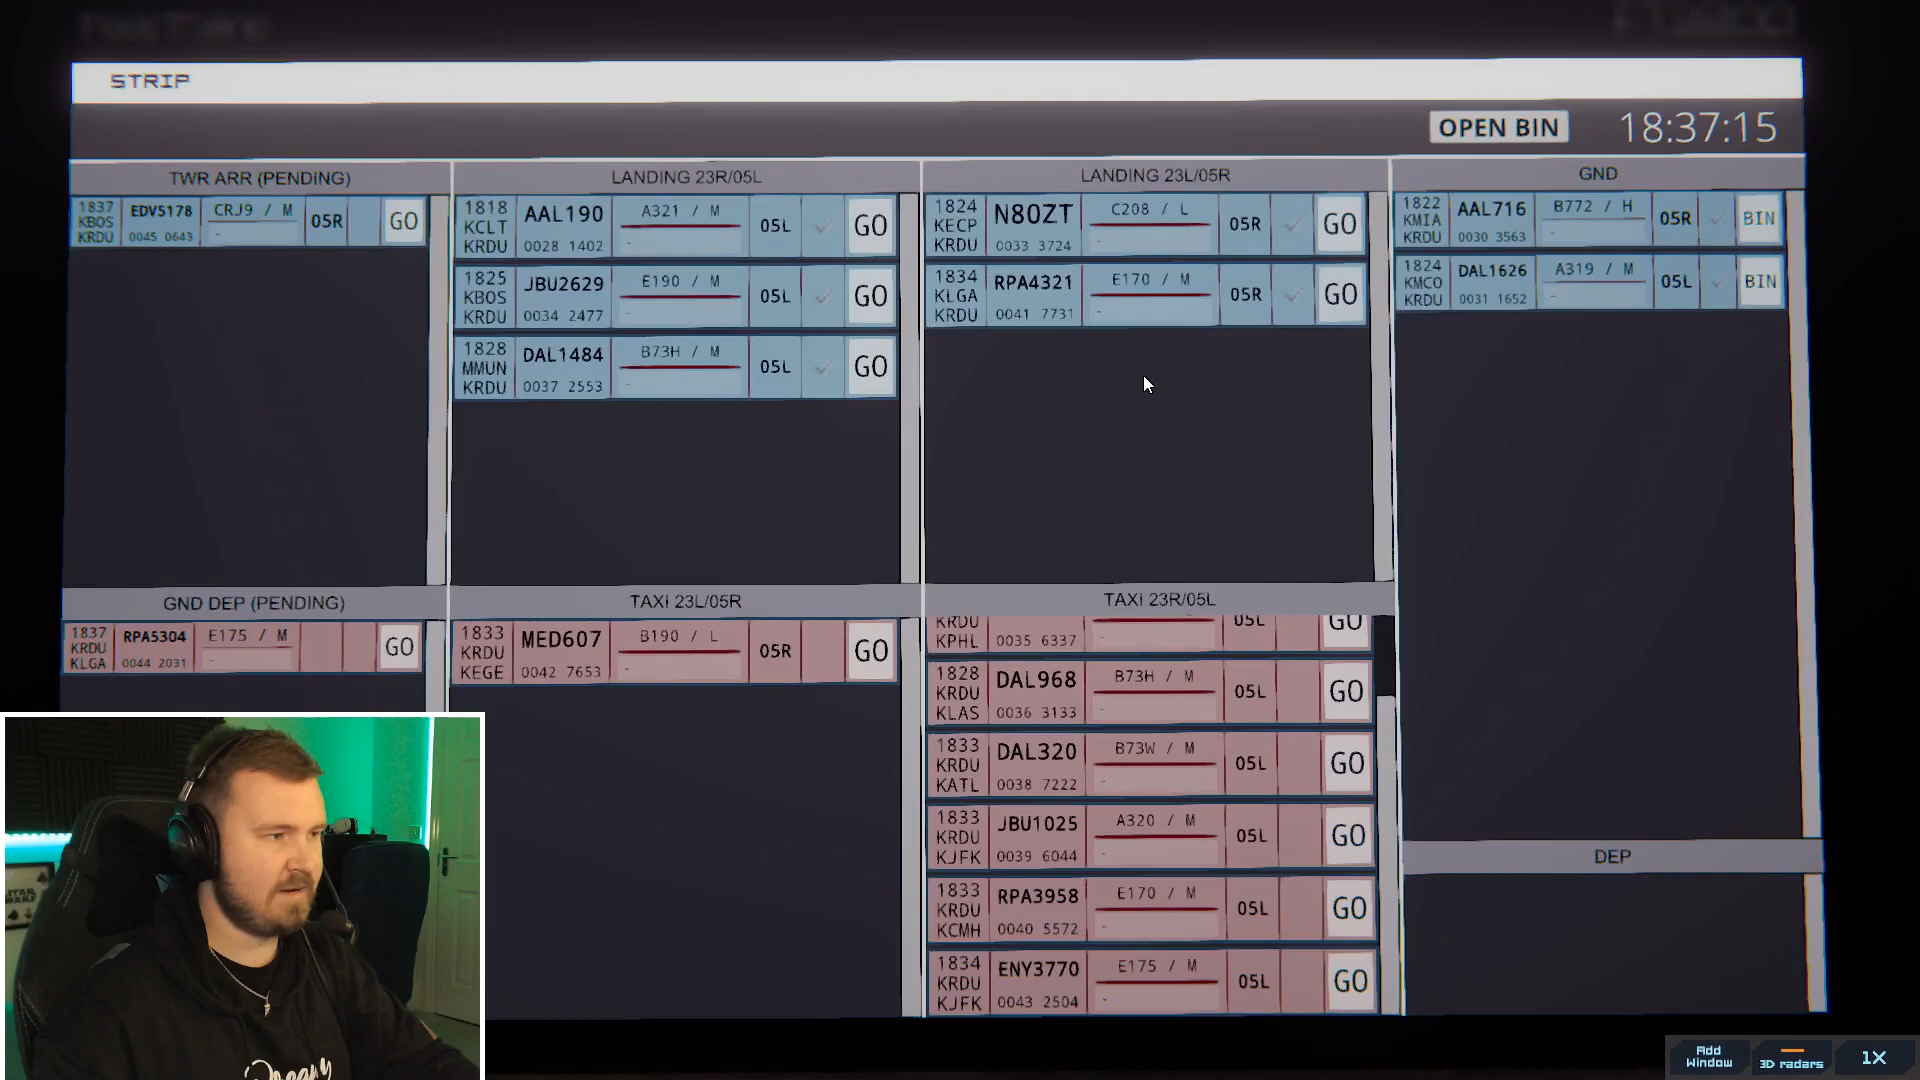 STRIP
OPEN BIN 18:37:15
TWR ARR (PENDING)
1837
KBOS
KRDU
EDV5178
0045 0643
CRJ9 / M
-
05R
GO
LANDING 23R/05L
1818
KCLT
KRDU
AAL190
0028 1402
A321 / M
-
05L
GO
1825
KBOS
KRDU
JBU2629
0034 2477
E190 / M
-
05L
GO
1828
MMUN
KRDU
DAL1484
0037 2553
B73H / M
-
05L
GO
LANDING 23L/05R
1824
KECP
KRDU
N80ZT
0033 3724
C208 / L
-
05R
GO
1834
KLGA
KRDU
RPA4321
0041 7731
E170 / M
-
05R
GO
GND
1822
KMIA
KRDU
AAL716
0030 3563
B772 / H
-
05R
BIN
1824
KMCO
KRDU
DAL1626
0031 1652
A319 / M
-
05L
BIN
GND DEP (PENDING)
1837
KRDU
KLGA
RPA5304
0044 2031
E175 / M
-
GO
TAXI 23L/05R
1833
KRDU
KEGE
MED607
0042 7653
B190 / L
-
05R
GO
TAXI 23R/05L
KRDU
KPHL
0035 6337
-
05L
GO
1828
KRDU
KLAS
DAL968
0036 3133
B73H / M
-
05L
GO
1833
KRDU
KATL
DAL320
0038 7222
B73W / M
-
05L
GO
1833
KRDU
KJFK
JBU1025
0039 6044
A320 / M
-
05L
GO
1833
KRDU
KCMH
RPA3958
0040 5572
E170 / M
-
05L
GO
1834
KRDU
KJFK
ENY3770
0043 2504
E175 / M
-
05L
GO
DEP
STAR
WARS
Add
Window
3D radars
1X